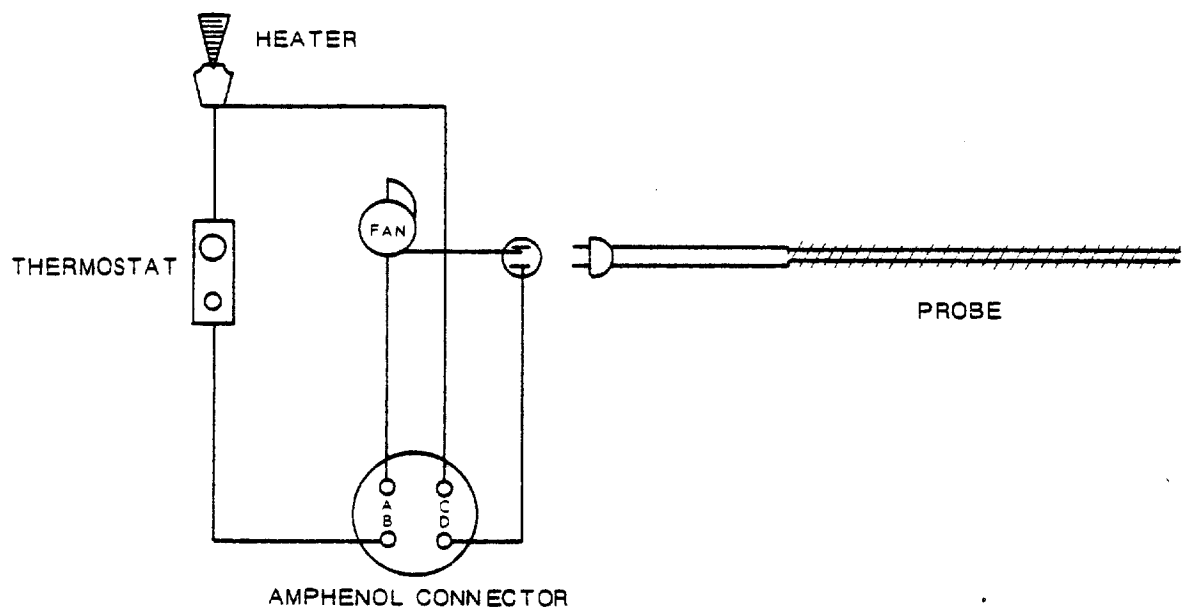 HEATER
FAN
THERMOSTAT
PROBE
A C
B D
AMPHENOL CONNECTOR